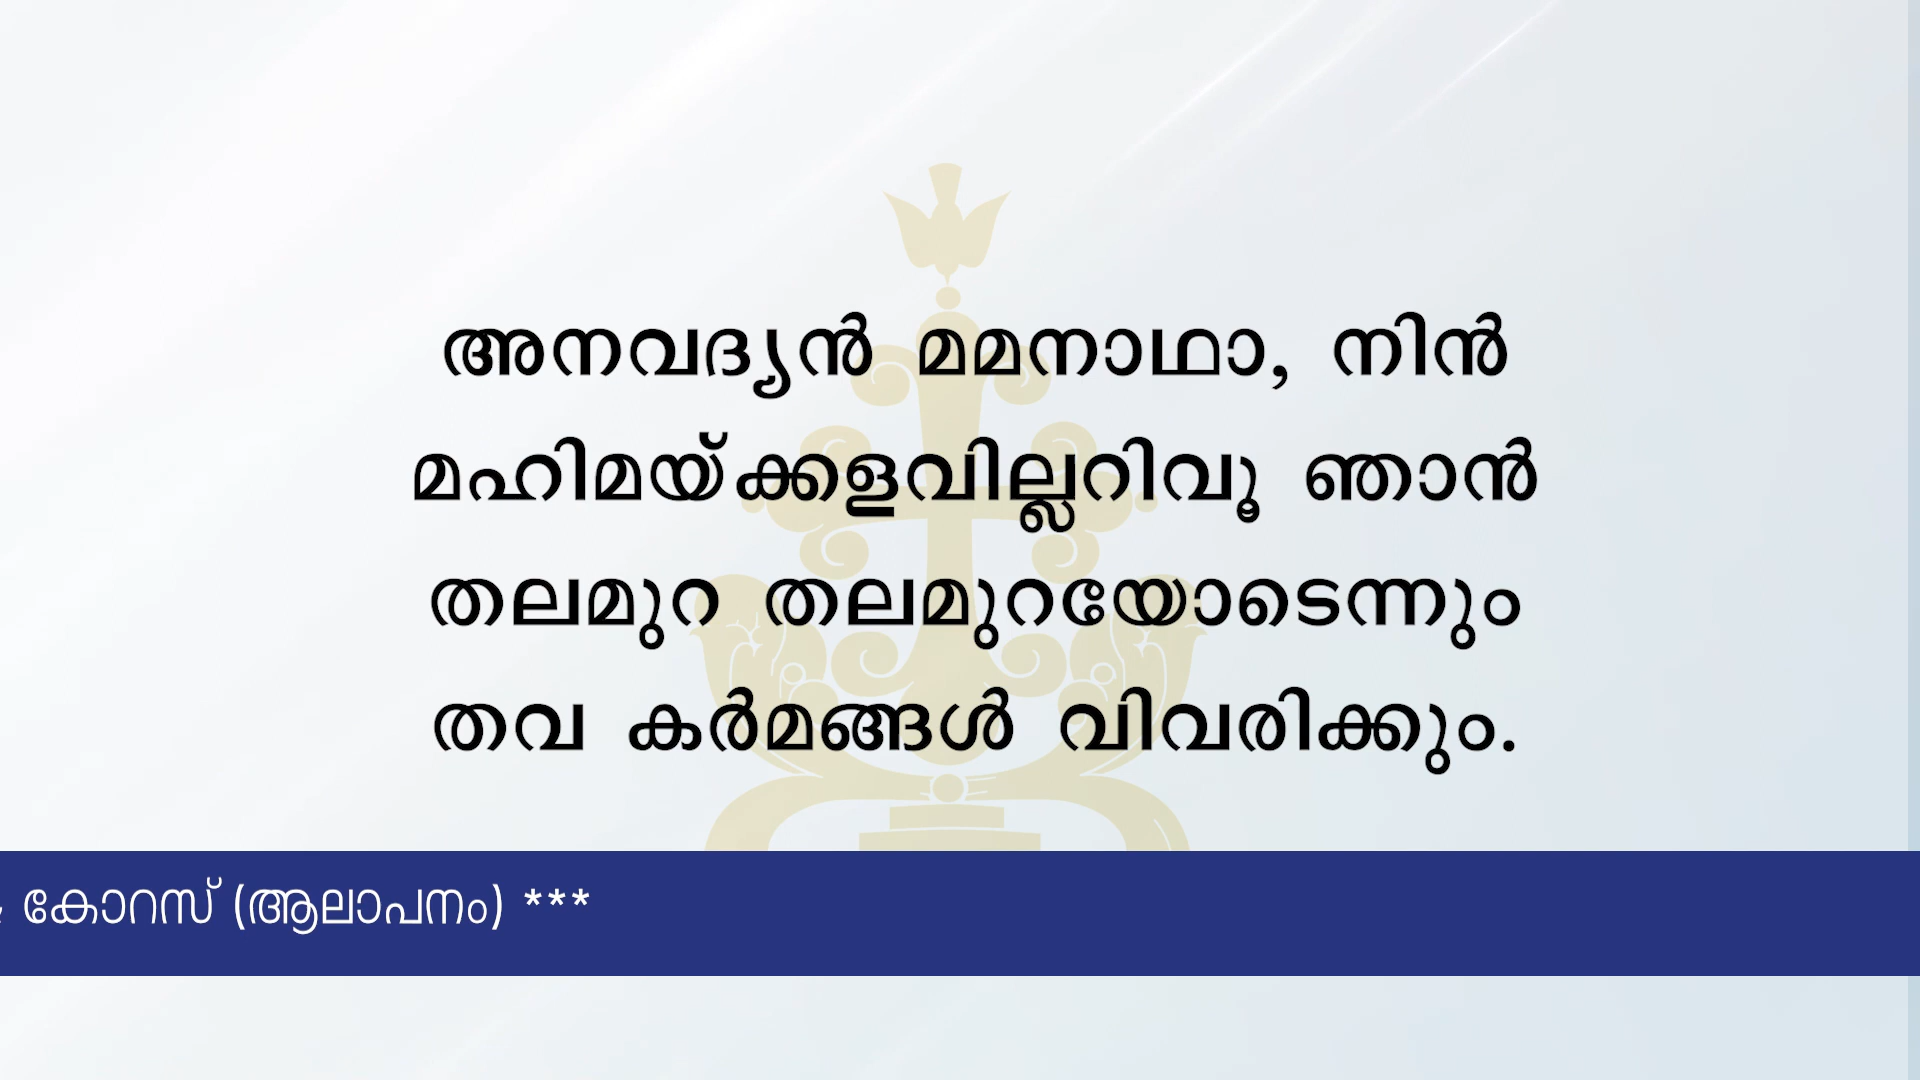 അനവദ്യൻ മമനാഥാ, നിൻ
മഹിമയ്ക്കളവില്ലറിവൂ ഞാൻ
തലമുറ തലമുറയോടെന്നും
തവ കർമങ്ങൾ വിവരിക്കും.
കോറസ് (ആലാപനം) ***